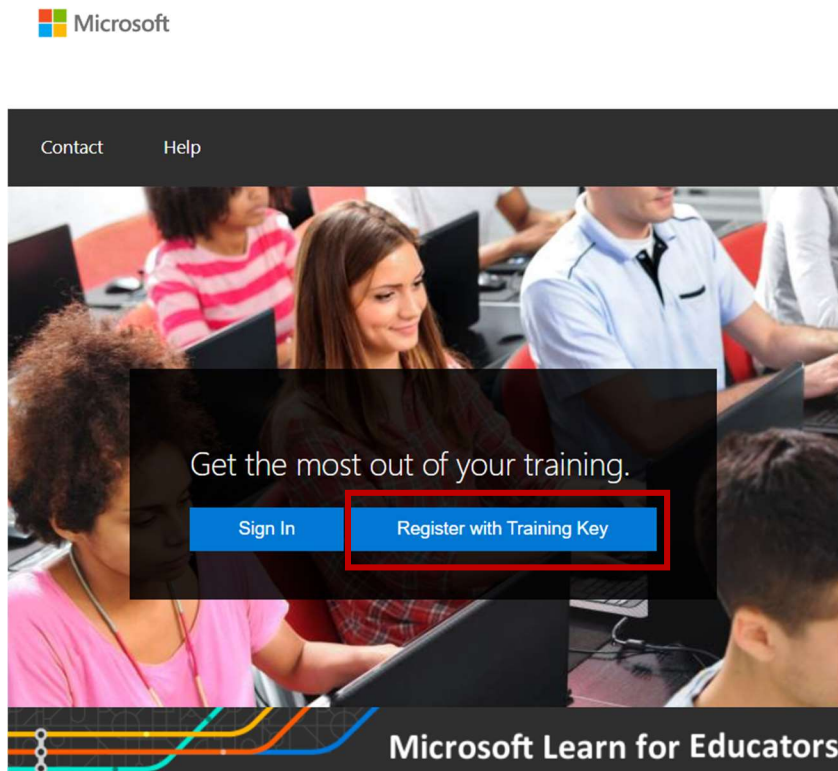 Microsoft
Contact Help
Get the most out of your training.
Sign In Register with Training Key
Microsoft Learn for Educators